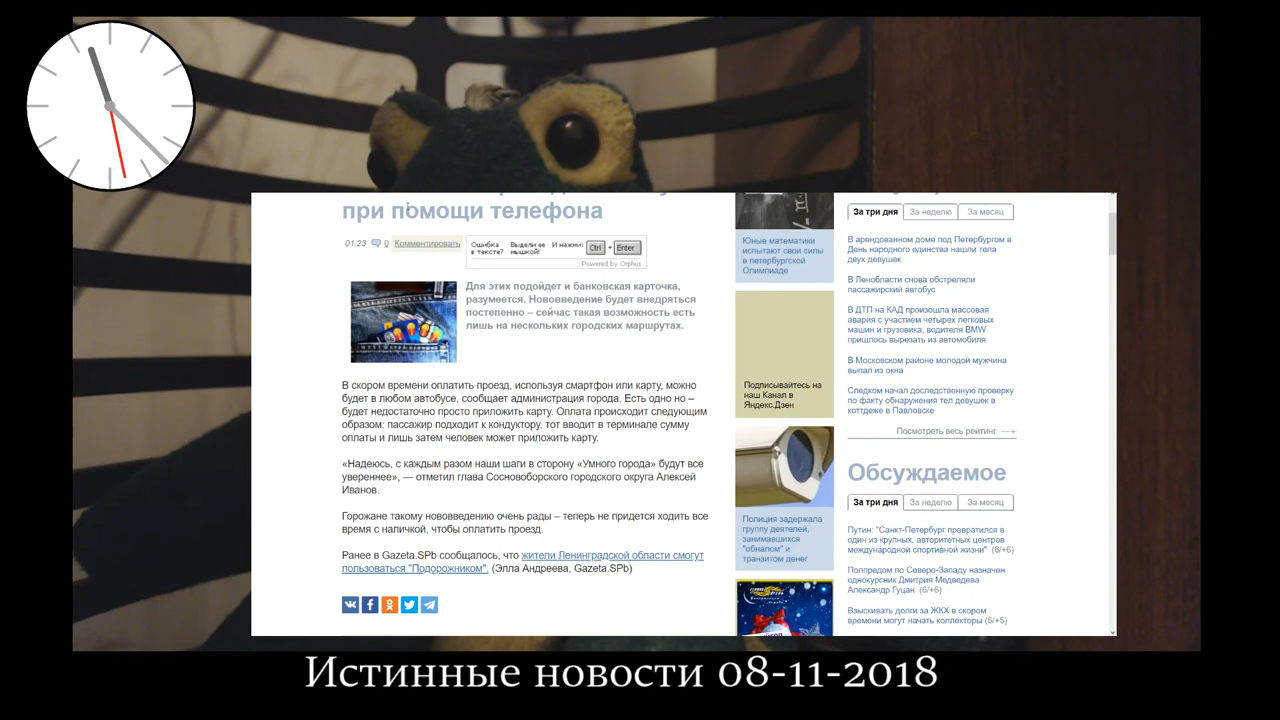 при помощи телефона
01:23 0 Комментировать
Ошибка в тексте? Выдели ее мышкой! И нажми: Ctrl + Enter
Powered by Orphus
Для этих подойдет и банковская карточка,
разумеется. Нововведение будет внедряться
постепенно – сейчас такая возможность есть
лишь на нескольких городских маршрутах.
В скором времени оплатить проезд, используя смартфон или карту, можно
будет в любом автобусе, сообщает администрация города. Есть одно но –
будет недостаточно просто приложить карту. Оплата происходит следующим
образом: пассажир подходит к кондуктору, тот вводит в терминале сумму
оплаты и лишь затем человек может приложить карту.
«Надеюсь, с каждым разом наши шаги в сторону «Умного города» будут все
увереннее», — отметил глава Сосновоборского городского округа Алексей
Иванов.
Горожане такому нововведению очень рады – теперь не придется ходить все
время с наличкой, чтобы оплатить проезд.
Ранее в Gazeta.SPb сообщалось, что жители Ленинградской области смогут
пользоваться "Подорожником". (Элла Андреева, Gazeta.SPb)
Юные математики
испытают свои силы
в петербургской
Олимпиаде
Подписывайтесь на
наш Канал в
Яндекс.Дзен
Полиция задержала
группу деятелей,
занимавшихся
"обналом" и
транзитом денег
За три дня За неделю За месяц
В арендованном доме под Петербургом в
День народного единства нашли тела
двух девушек
В Ленобласти снова обстреляли
пассажирский автобус
В ДТП на КАД произошла массовая
авария с участием четырех легковых
машин и грузовика, водителя BMW
пришлось вырезать из автомобиля
В Московском районе молодой мужчина
выпал из окна
Следком начал доследственную проверку
по факту обнаружения тел девушек в
коттедже в Павловске
Посмотреть весь рейтинг
Обсуждаемое
За три дня За неделю За месяц
Путин: "Санкт-Петербург превратился в
один из крупных, авторитетных центров
международной спортивной жизни" (6/+6)
Полпредом по Северо-Западу назначен
однокурсник Дмитрия Медведева
Александр Гуцан (6/+6)
Взыскивать долги за ЖКХ в скором
времени могут начать коллекторы (5/+5)
Истинные новости 08-11-2018